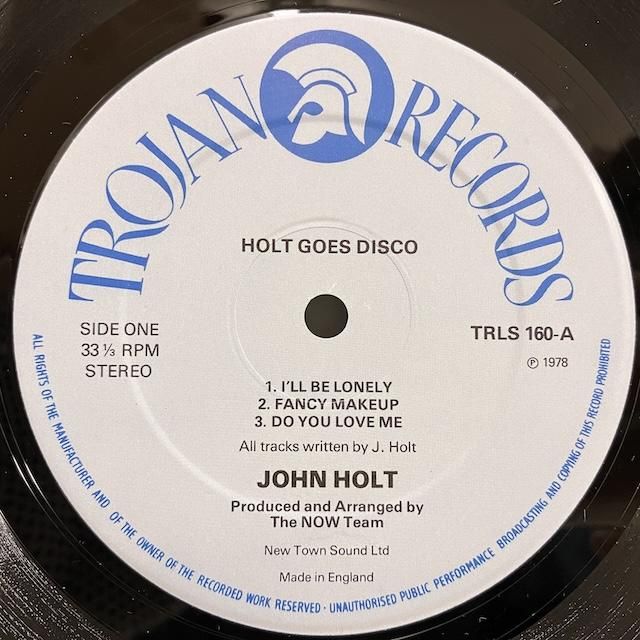 TROJAN RECORDS
HOLT GOES DISCO
SIDE ONE
33 ⅓ RPM
STEREO
TRLS 160-A
℗ 1978
1. I'LL BE LONELY
2. FANCY MAKEUP
3. DO YOU LOVE ME
All tracks written by J. Holt
JOHN HOLT
Produced and Arranged by
The NOW Team
New Town Sound Ltd
Made in England
ALL RIGHTS OF THE MANUFACTURER AND OF THE OWNER OF THE RECORDED WORK RESERVED · UNAUTHORISED PUBLIC PERFORMANCE BROADCASTING AND COPYING OF THIS RECORD PROHIBITED